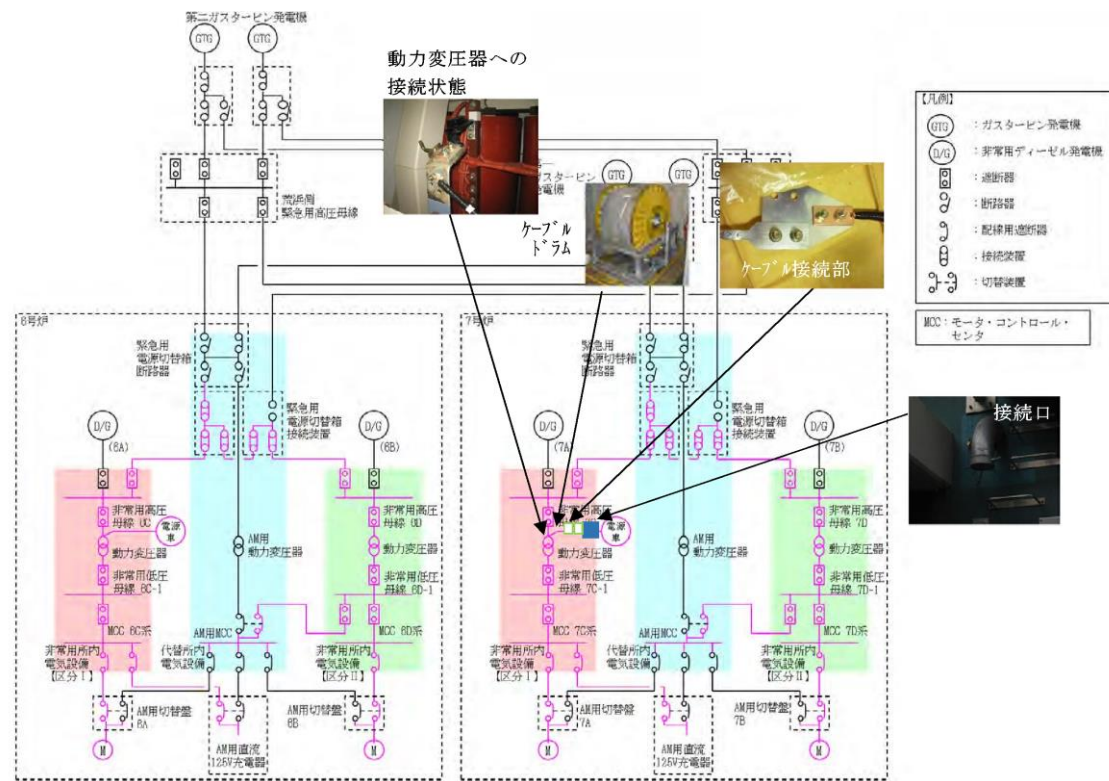 第二ガスタービン発電機
GTG
GTG
動力変圧器への
接続状態
荒浜側
緊急用高圧母線
ガスタービン
発電機
GTG
GTG
ケーブル
ドラム
ケーブル接続部
接続口
【凡例】
GTG :ガスタービン発電機
D/G :非常用ディーゼル発電機
:遮断器
:断路器
:配線用遮断器
:接続装置
:切替装置
MCC:モータ・コントロール・
センタ
6号炉
緊急用
電源切替箱
断路器
緊急用
電源切替箱
接続装置
D/G
(6A)
D/G
(6B)
非常用高圧
母線 6C
電源
車
動力変圧器
非常用低圧
母線 6C-1
MCC 6C系
AM用
動力変圧器
非常用高圧
母線 6D
動力変圧器
非常用低圧
母線 6D-1
MCC 6D系
AM用MCC
非常用所内
電気設備
【区分Ⅰ】
代替所内
電気設備
非常用所内
電気設備
【区分Ⅱ】
AM用切替盤
6A
AM用切替盤
6B
AM用直流
125V充電器
M
M
7号炉
緊急用
電源切替箱
断路器
緊急用
電源切替箱
接続装置
D/G
(7A)
D/G
(7B)
非常用高圧
電源
車
動力変圧器
非常用低圧
母線 7C-1
MCC 7C系
AM用
動力変圧器
非常用高圧
母線 7D
動力変圧器
非常用低圧
母線 7D-1
MCC 7D系
AM用MCC
非常用所内
電気設備
【区分Ⅰ】
代替所内
電気設備
非常用所内
電気設備
【区分Ⅱ】
AM用切替盤
7A
AM用切替盤
7B
AM用直流
125V充電器
M
M